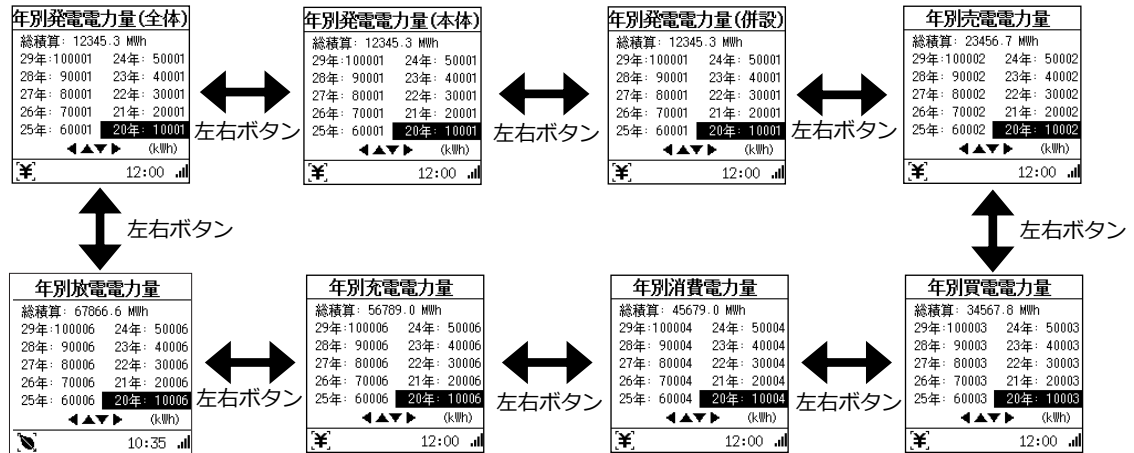 年別発電電力量(全体)
総積算: 12345.3 MWh
29年:100001 24年: 50001
28年: 90001 23年: 40001
27年: 80001 22年: 30001
26年: 70001 21年: 20001
25年: 60001 20年: 10001
◀▲▼▶ (kWh)
¥ 12:00
左右ボタン
年別発電電力量(本体)
総積算: 12345.3 MWh
29年:100001 24年: 50001
28年: 90001 23年: 40001
27年: 80001 22年: 30001
26年: 70001 21年: 20001
25年: 60001 20年: 10001
◀▲▼▶ (kWh)
¥ 12:00
左右ボタン
年別発電電力量(併設)
総積算: 12345.3 MWh
29年:100001 24年: 50001
28年: 90001 23年: 40001
27年: 80001 22年: 30001
26年: 70001 21年: 20001
25年: 60001 20年: 10001
◀▲▼▶ (kWh)
¥ 12:00
左右ボタン
年別売電電力量
総積算: 23456.7 MWh
29年:100002 24年: 50002
28年: 90002 23年: 40002
27年: 80002 22年: 30002
26年: 70002 21年: 20002
25年: 60002 20年: 10002
◀▲▼▶ (kWh)
¥ 12:00
左右ボタン
左右ボタン
年別放電電力量
総積算: 67866.6 MWh
29年:100006 24年: 50006
28年: 90006 23年: 40006
27年: 80006 22年: 30006
26年: 70006 21年: 20006
25年: 60006 20年: 10006
◀▲▼▶ (kWh)
10:35
左右ボタン
年別充電電力量
総積算: 56789.0 MWh
29年:100006 24年: 50006
28年: 90006 23年: 40006
27年: 80006 22年: 30006
26年: 70006 21年: 20006
25年: 60006 20年: 10006
◀▲▼▶ (kWh)
¥ 12:00
左右ボタン
年別消費電力量
総積算: 45679.0 MWh
29年:100004 24年: 50004
28年: 90004 23年: 40004
27年: 80004 22年: 30004
26年: 70004 21年: 20004
25年: 60004 20年: 10004
◀▲▼▶ (kWh)
¥ 12:00
左右ボタン
年別買電電力量
総積算: 34567.8 MWh
29年:100003 24年: 50003
28年: 90003 23年: 40003
27年: 80003 22年: 30003
26年: 70003 21年: 20003
25年: 60003 20年: 10003
◀▲▼▶ (kWh)
¥ 12:00